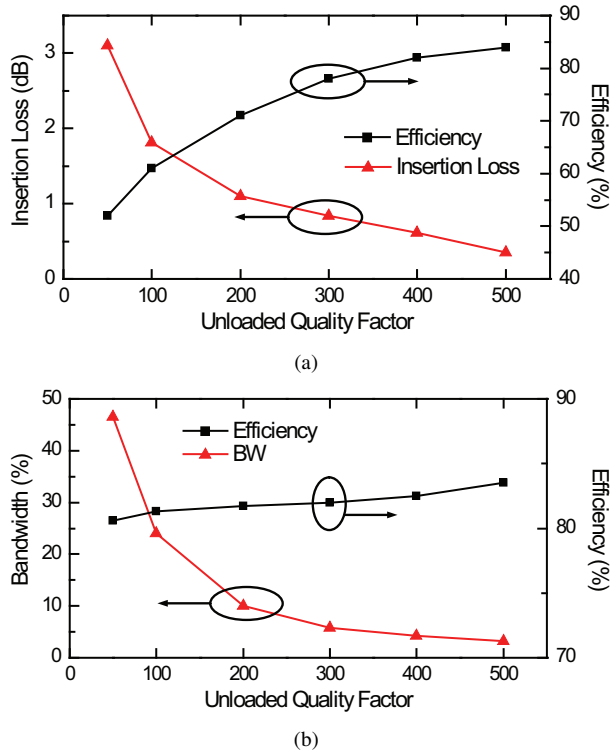 3
2
1
0
Insertion Loss (dB)
90
80
70
60
50
40
Efficiency (%)
Efficiency
Insertion Loss
0 100 200 300 400 500
Unloaded Quality Factor
(a)
50
40
30
20
10
0
Bandwidth (%)
90
80
70
Efficiency (%)
Efficiency
BW
0 100 200 300 400 500
Unloaded Quality Factor
(b)